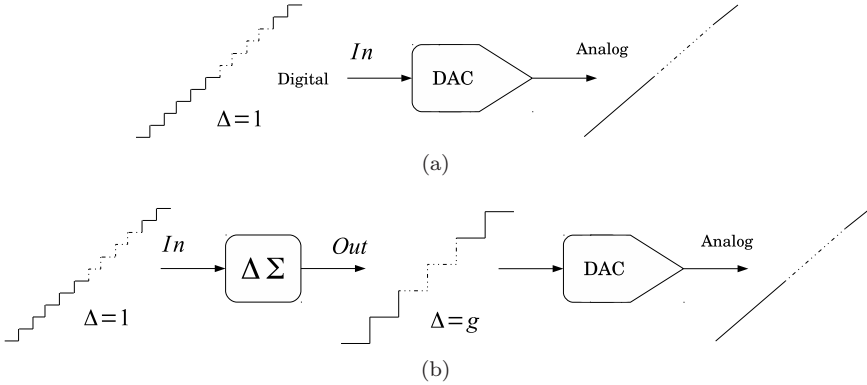 In
Analog
Digital
DAC
Δ=1
(a)
In
Out
Analog
ΔΣ
DAC
Δ=1
Δ=g
(b)